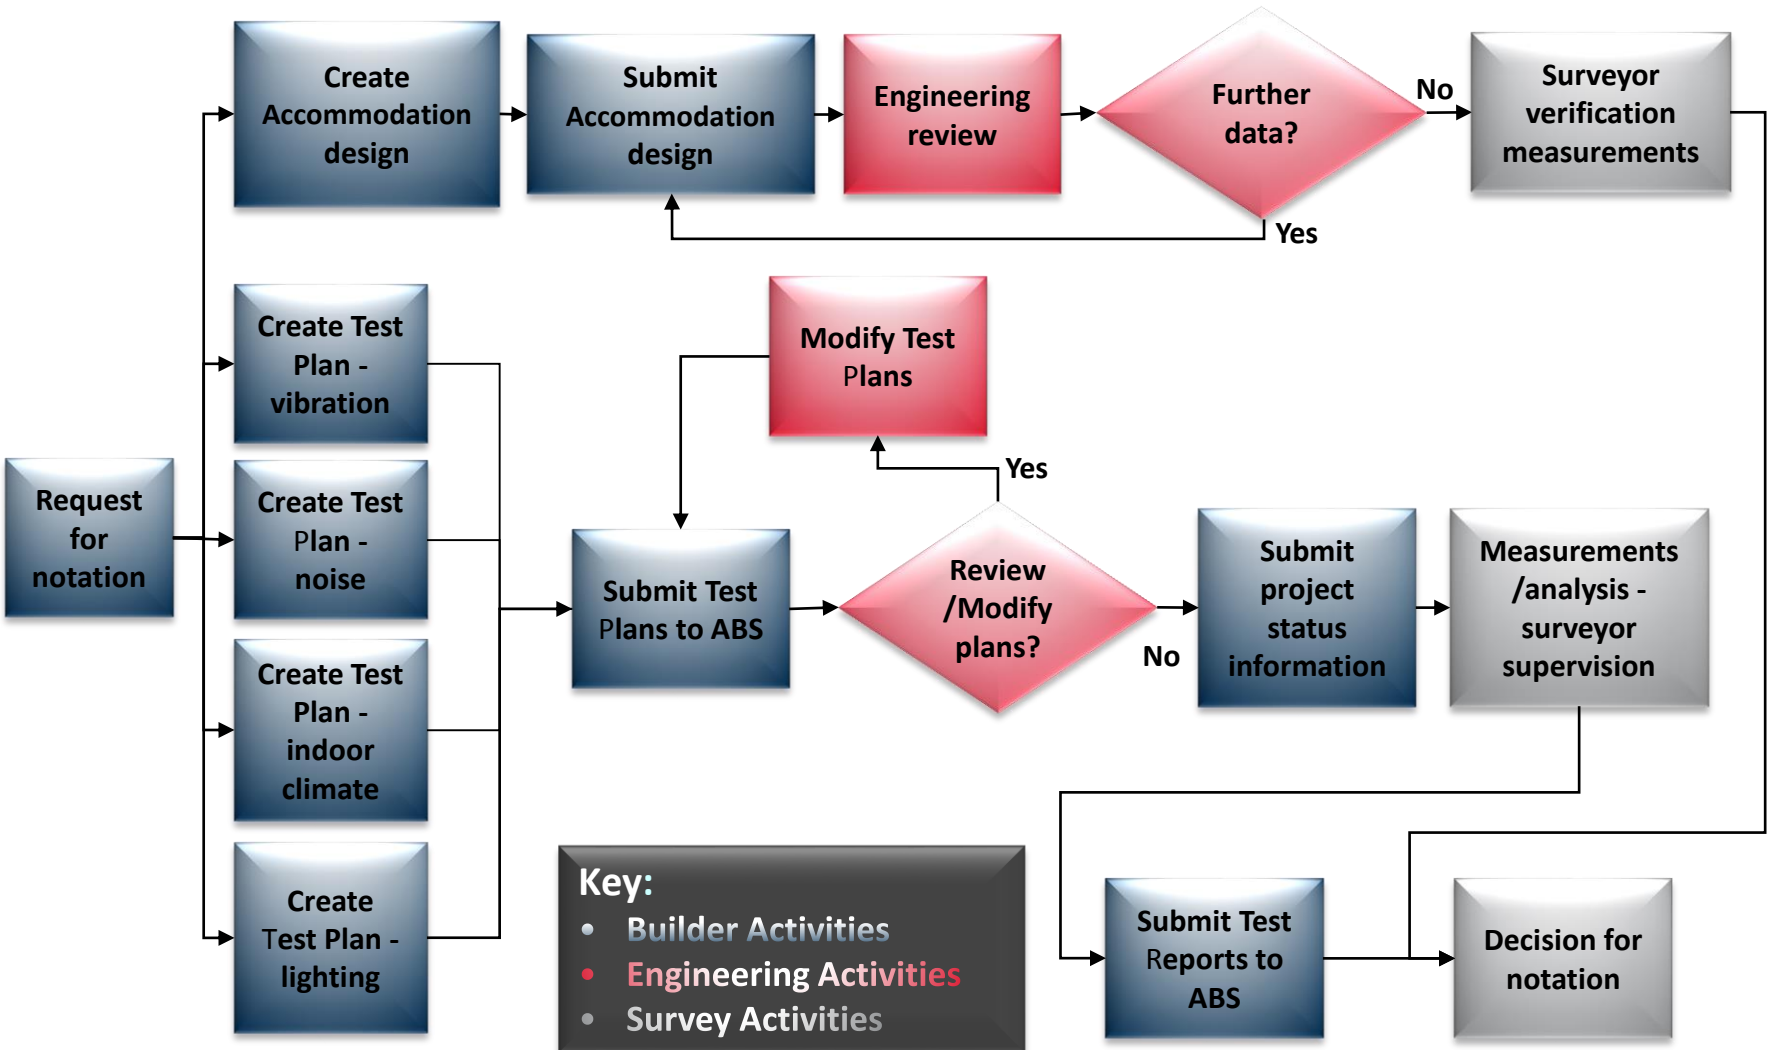 Create
Accommodation
design
Submit
Accommodation
design
Engineering
review
Further
data?
No
Yes
Surveyor
verification
measurements
Create Test
Plan -
vibration
Modify Test
Plans
Yes
Request
for
notation
Create Test
Plan -
noise
Submit Test
Plans to ABS
Review
/Modify
plans?
No
Submit
project
status
information
Measurements
/analysis -
surveyor
supervision
Create Test
Plan -
indoor
climate
Create
Test Plan -
lighting
Key:
• Builder Activities
• Engineering Activities
• Survey Activities
Submit Test
Reports to
ABS
Decision for
notation